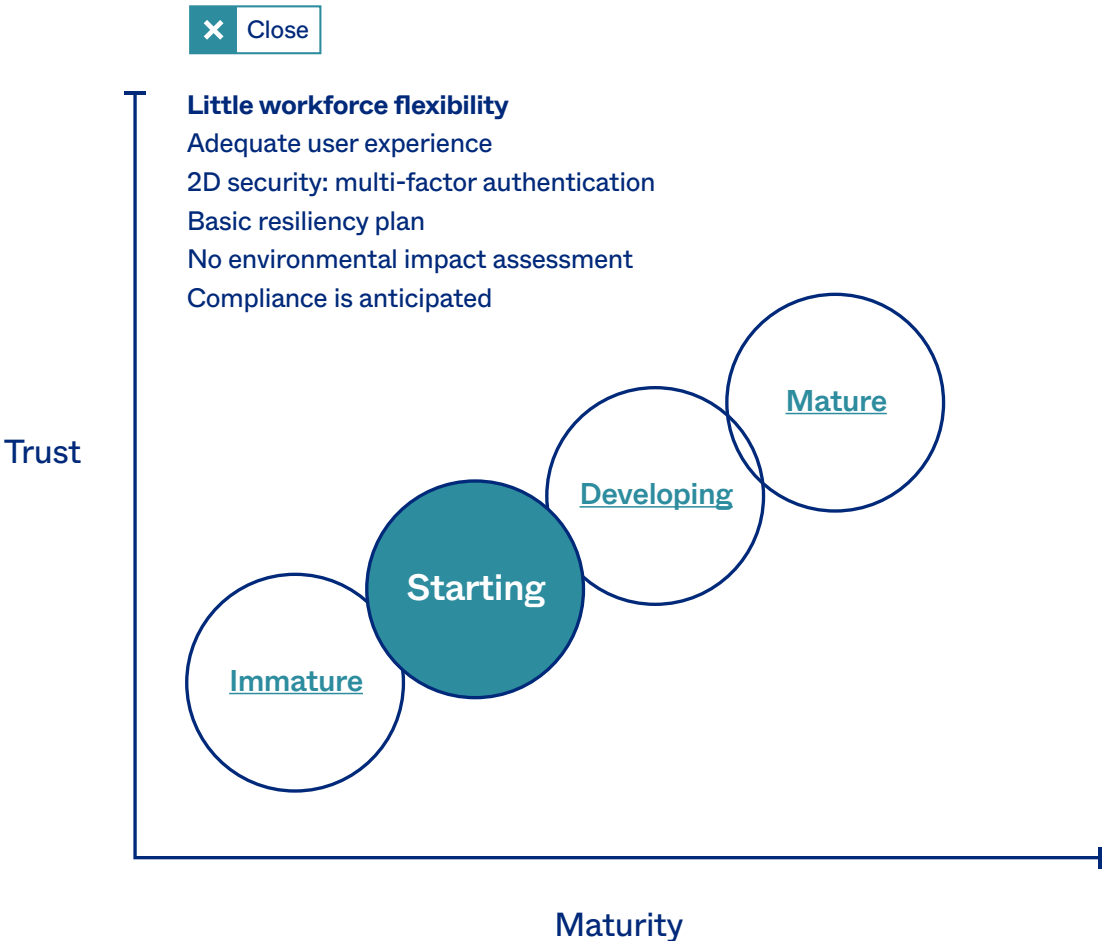 Close
Little workforce flexibility
Adequate user experience
2D security: multi-factor authentication
Basic resiliency plan
No environmental impact assessment
Compliance is anticipated
Mature
Trust
Developing
Starting
Immature
Maturity